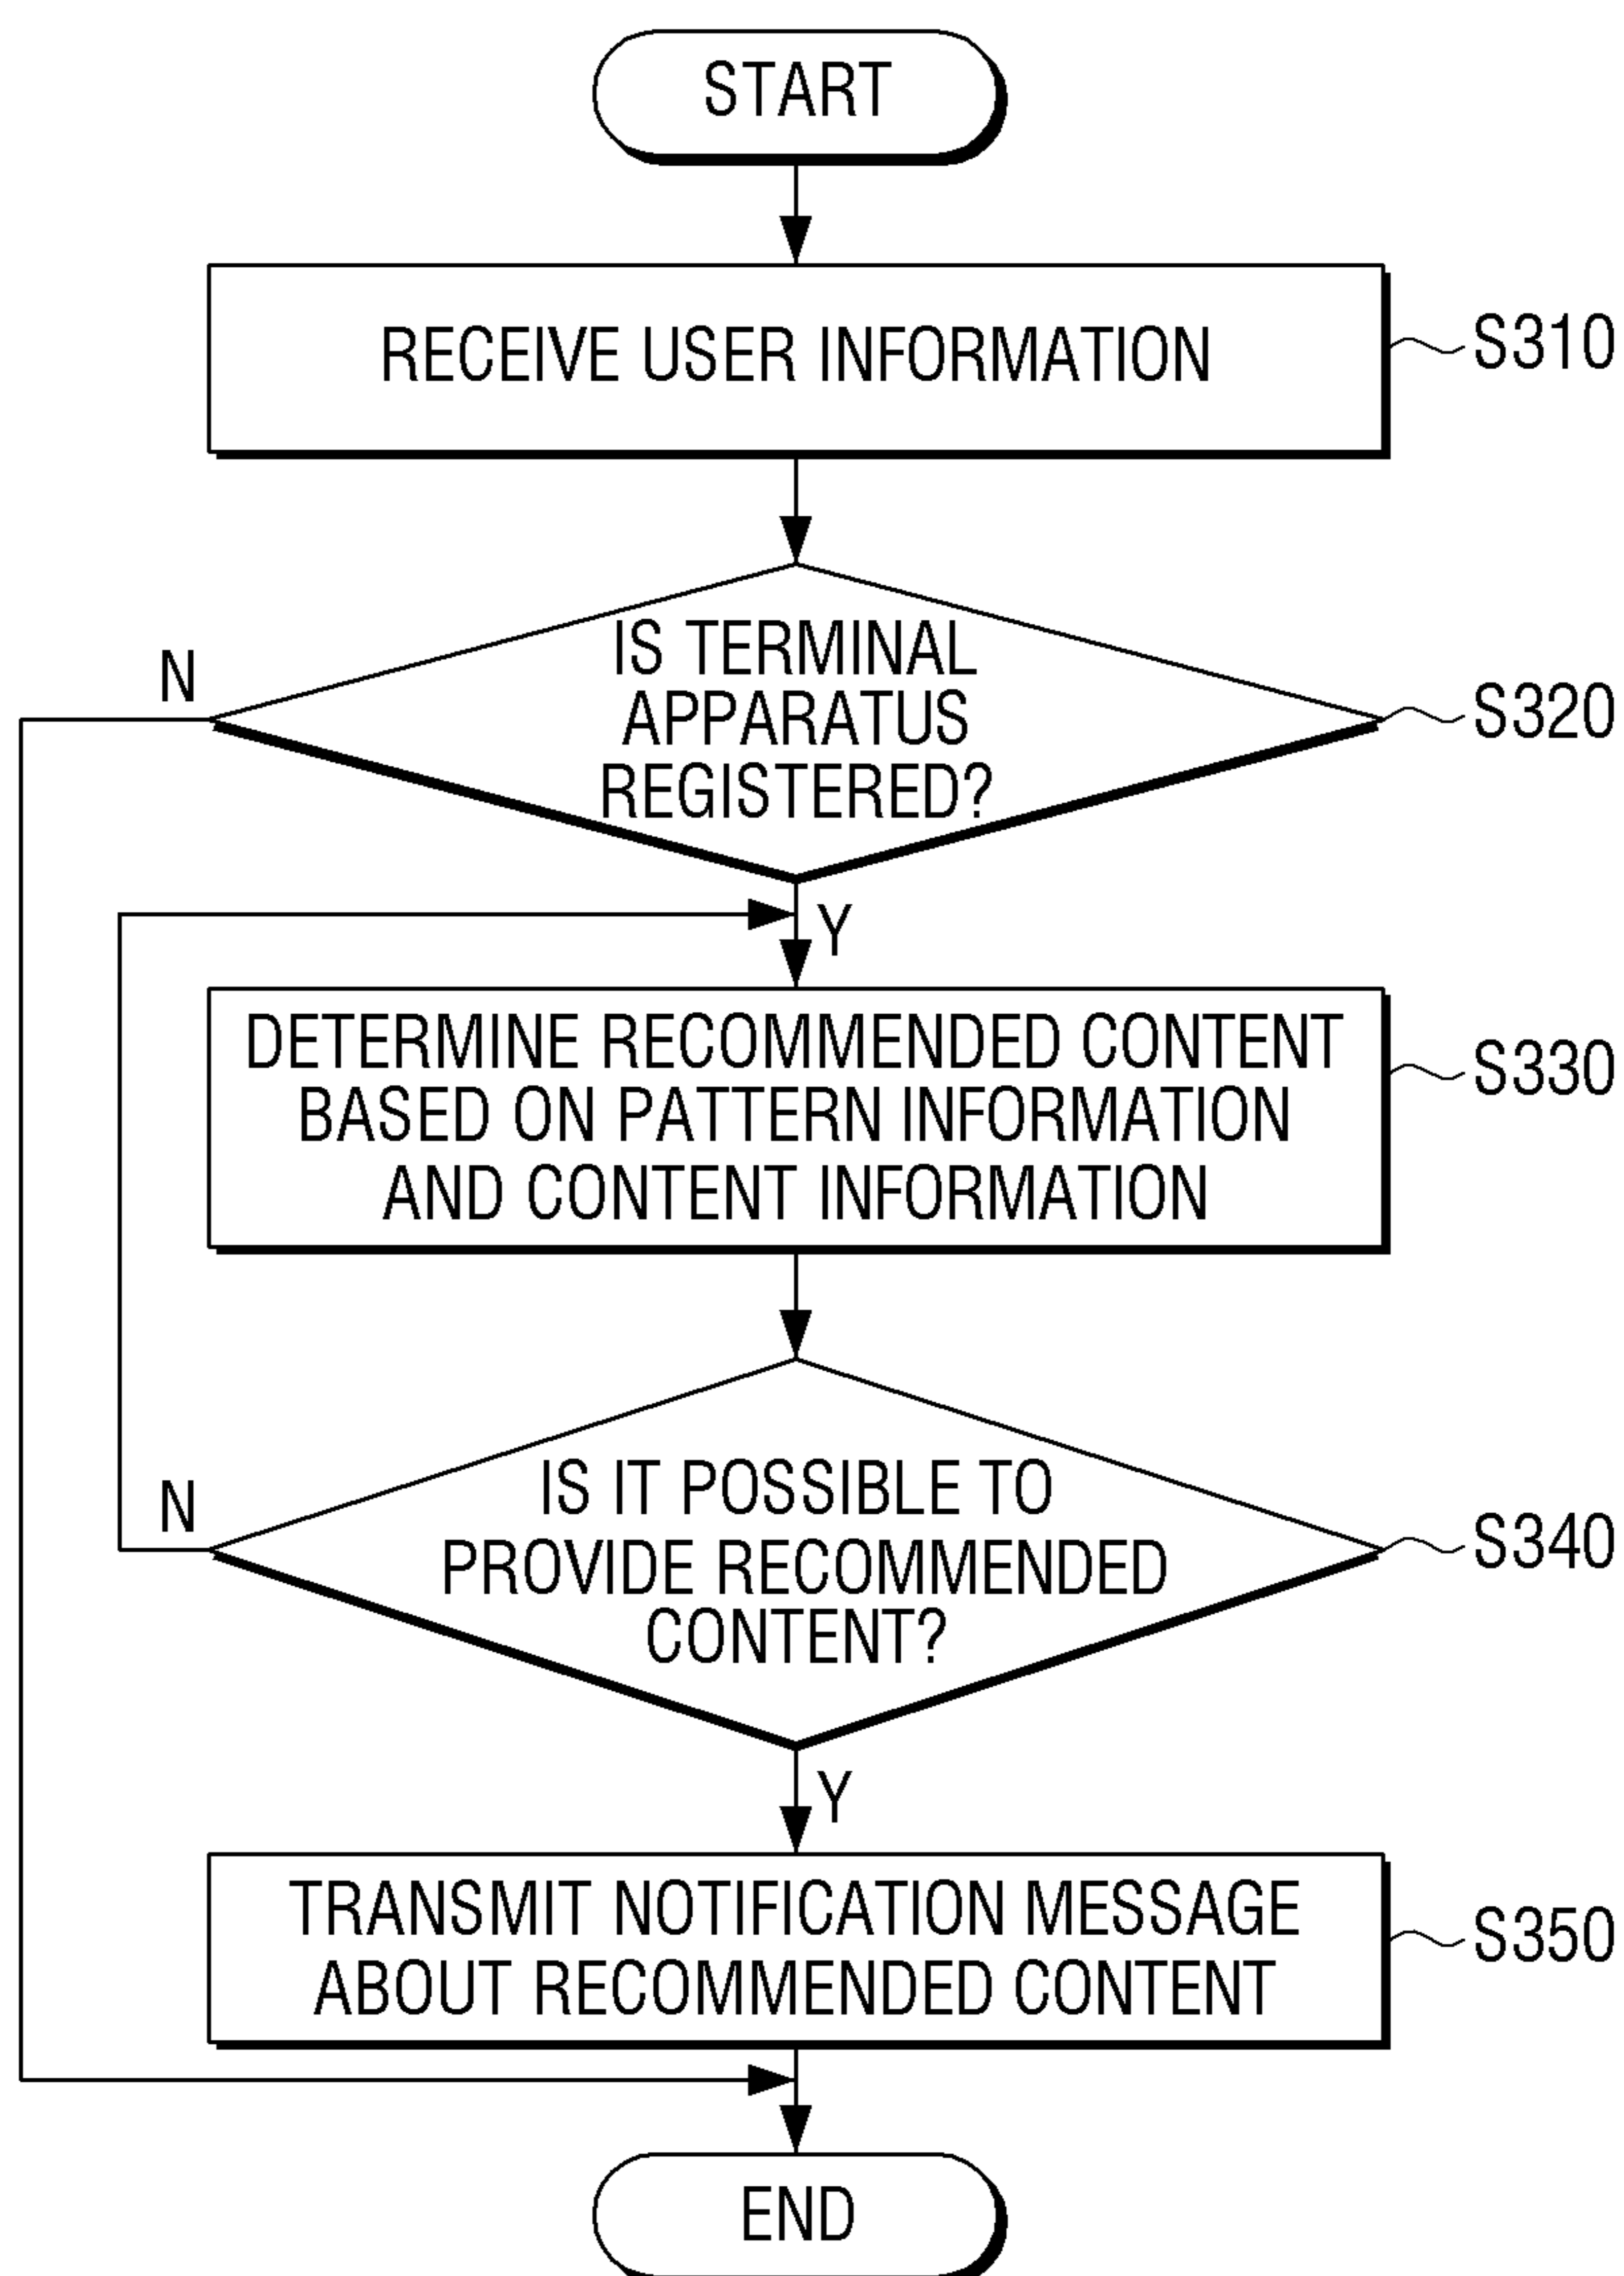 START
RECEIVE USER INFORMATION
S310
IS TERMINAL
APPARATUS
REGISTERED?
S320
N
Y
DETERMINE RECOMMENDED CONTENT
BASED ON PATTERN INFORMATION
AND CONTENT INFORMATION
S330
IS IT POSSIBLE TO
PROVIDE RECOMMENDED
CONTENT?
S340
N
Y
TRANSMIT NOTIFICATION MESSAGE
ABOUT RECOMMENDED CONTENT
S350
END